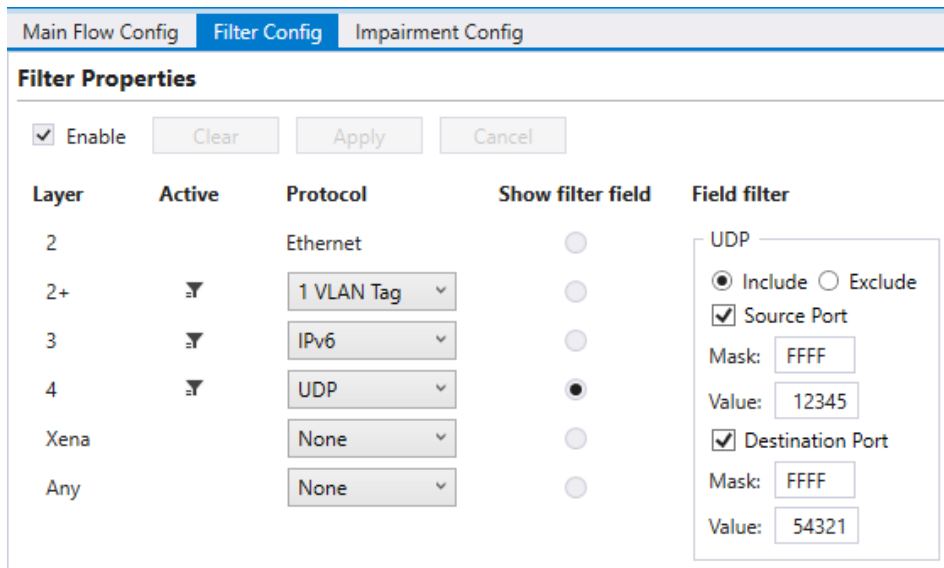 Main Flow Config Filter Config Impairment Config
Filter Properties
Enable Clear Apply Cancel
Layer Active Protocol Show filter field Field filter
2 Ethernet
UDP
2+ 1 VLAN Tag
Include Exclude
Source Port
3 IPv6
Mask: FFFF
4 UDP
Value: 12345
Xena None
Destination Port
Any None
Mask: FFFF
Value: 54321